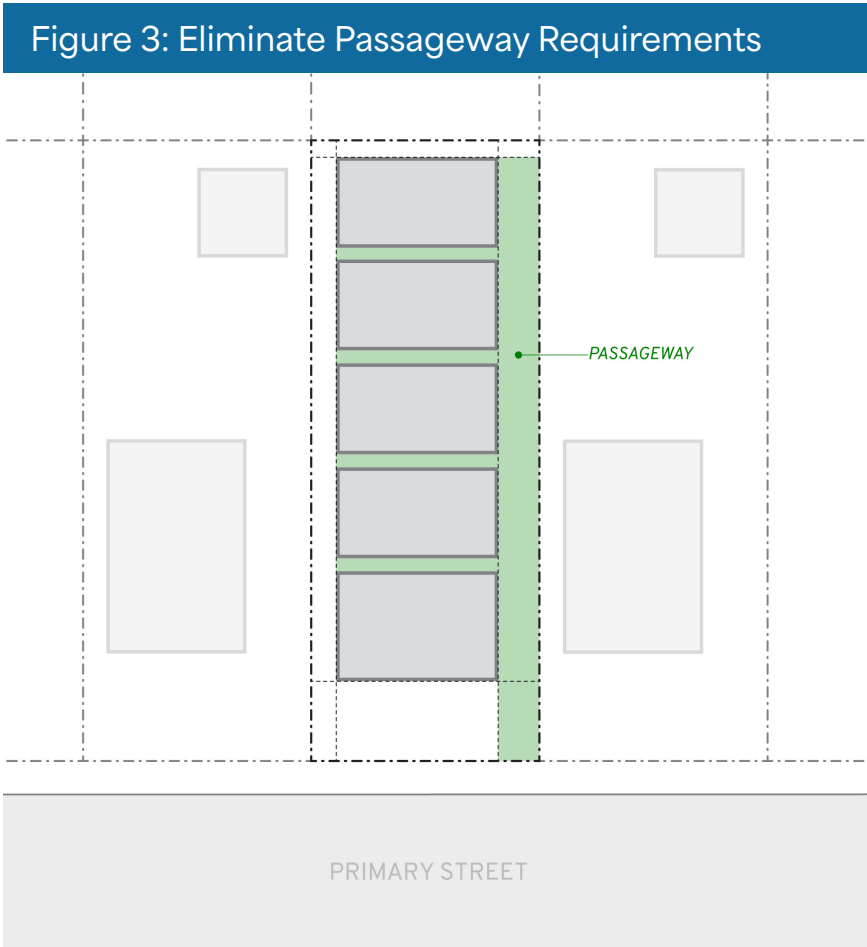 Figure 3: Eliminate Passageway Requirements
PASSAGEWAY
PRIMARY STREET